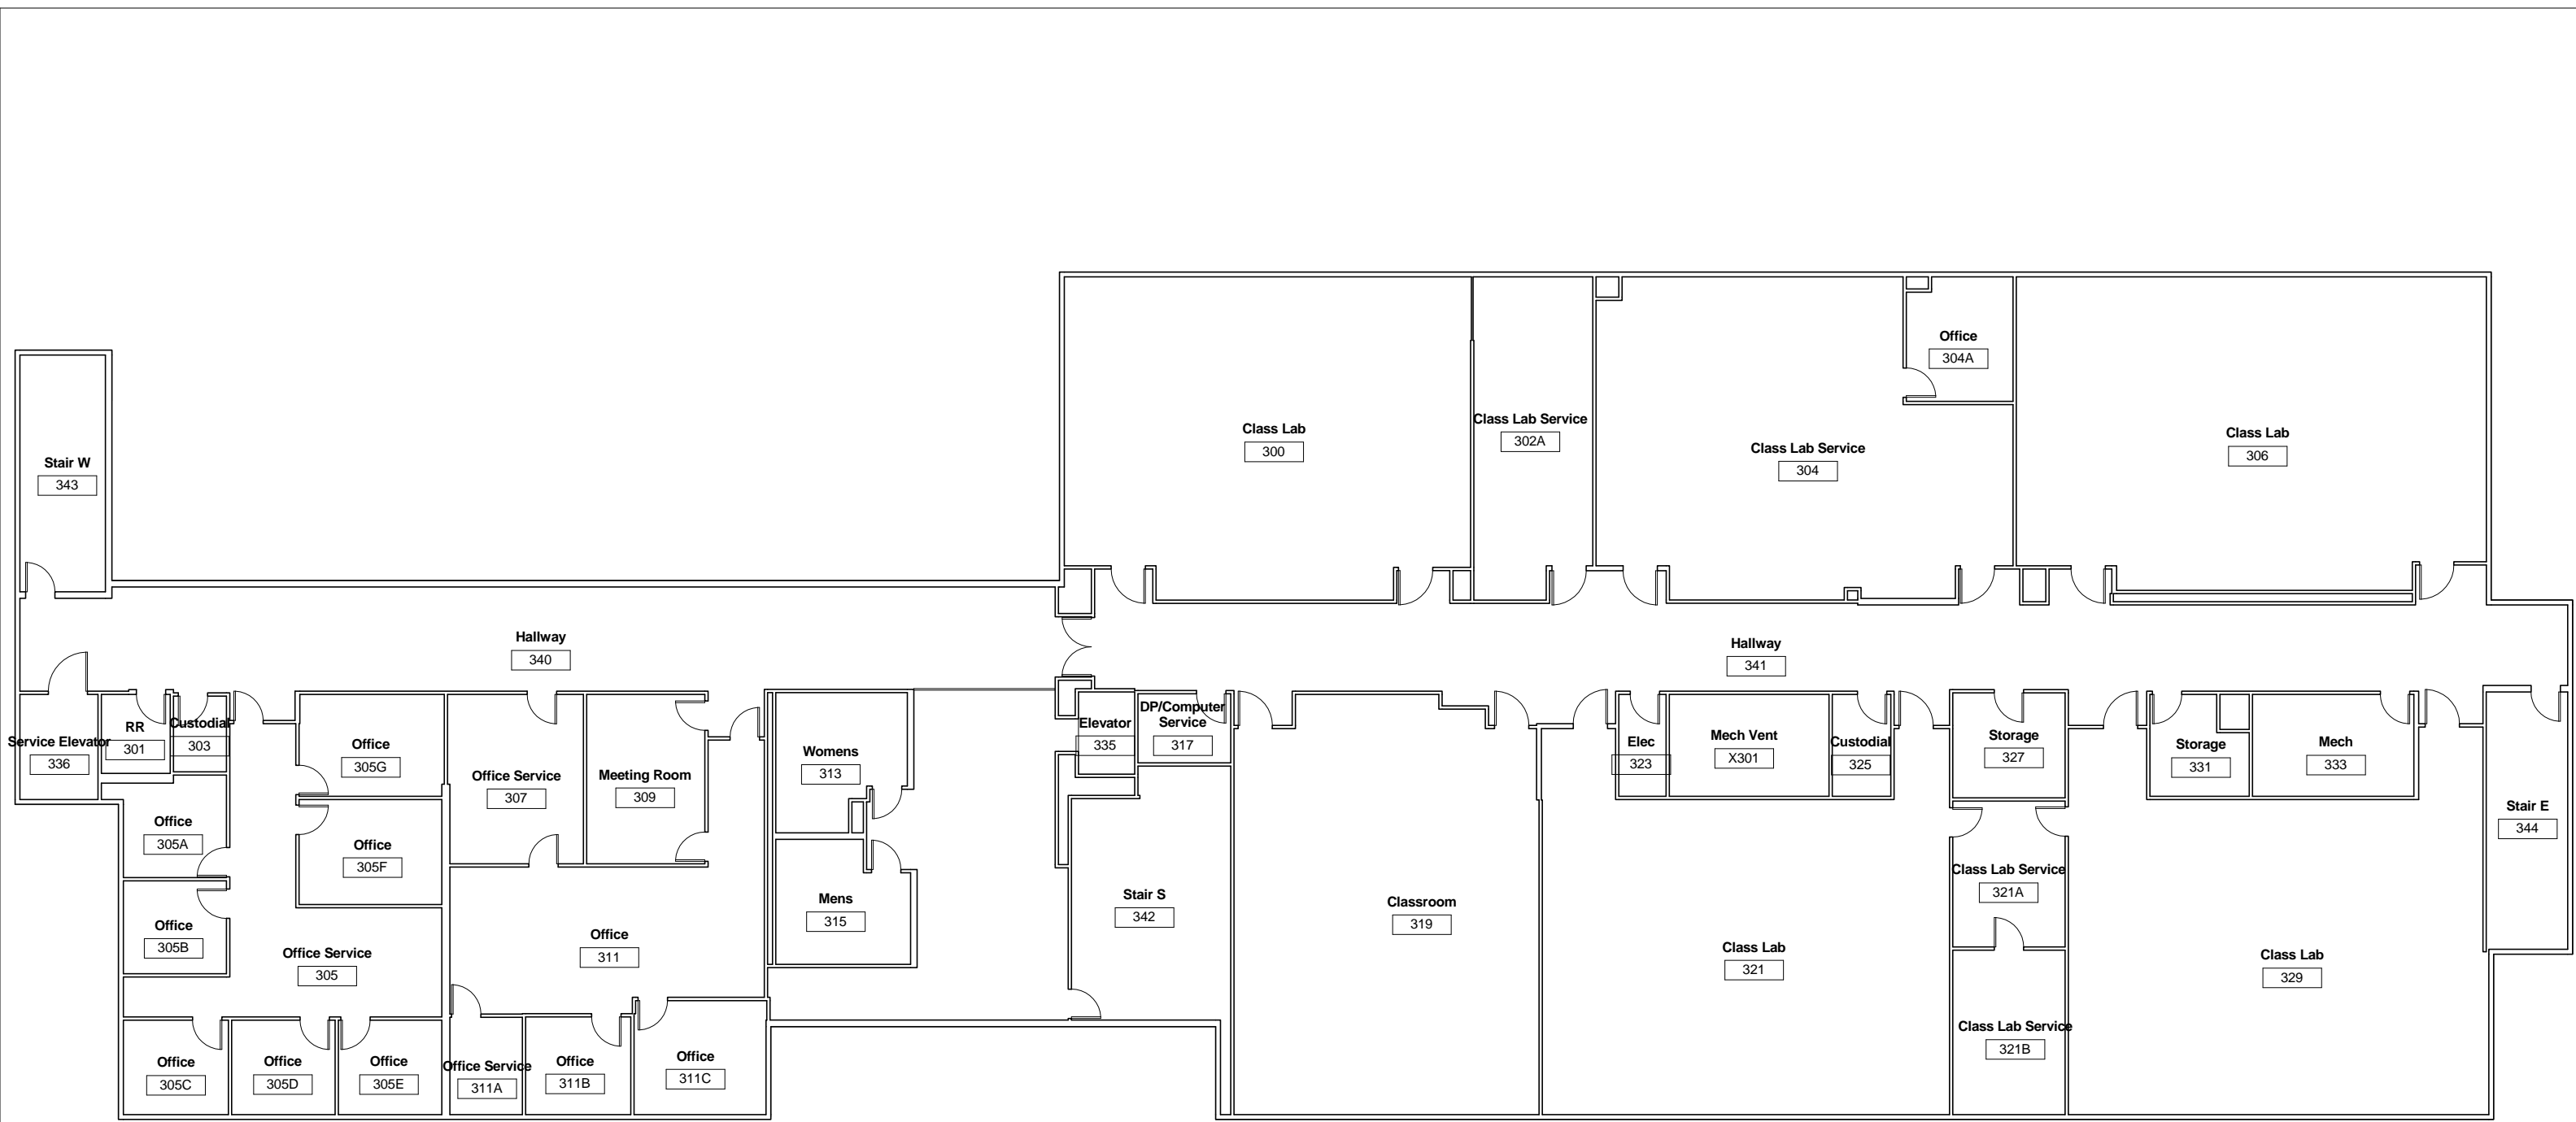 Office
304A
Class Lab Service
302A
Class Lab
300
Class Lab
306
Class Lab Service
304
Stair W
343
Hallway
340
Hallway
341
RR
301
Custodial
303
Service Elevator
336
Office
305G
Office Service
307
Meeting Room
309
Womens
313
Elevator
335
DP/Computer
Service
317
Elec
323
Mech Vent
X301
Custodial
325
Storage
327
Storage
331
Mech
333
Stair E
344
Office
305A
Office
305F
Office
305B
Office Service
305
Office
311
Mens
315
Stair S
342
Classroom
319
Class Lab
321
Class Lab Service
321A
Class Lab
329
Class Lab Service
321B
Office
305C
Office
305D
Office
305E
Office Service
311A
Office
311B
Office
311C